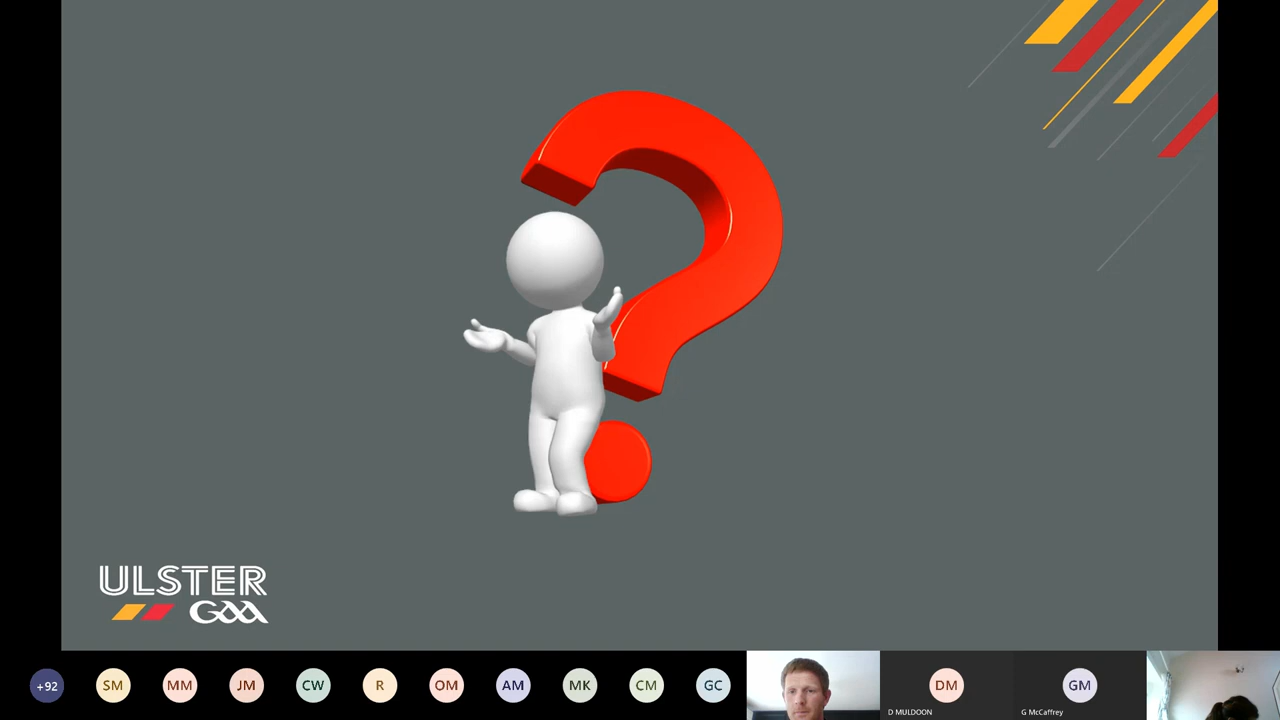 ULSTER
GAA
+92
SM
MM
JM
CW
R
OM
AM
MK
CM
GC
DM
D MULDOON
GM
G McCaffrey